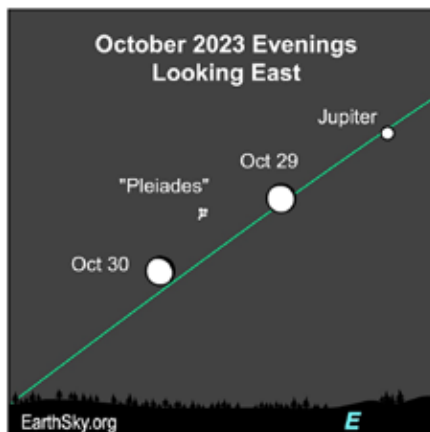 October 2023 Evenings
Looking East
Jupiter
Oct 29
"Pleiades"
Oct 30
EarthSky.org
E